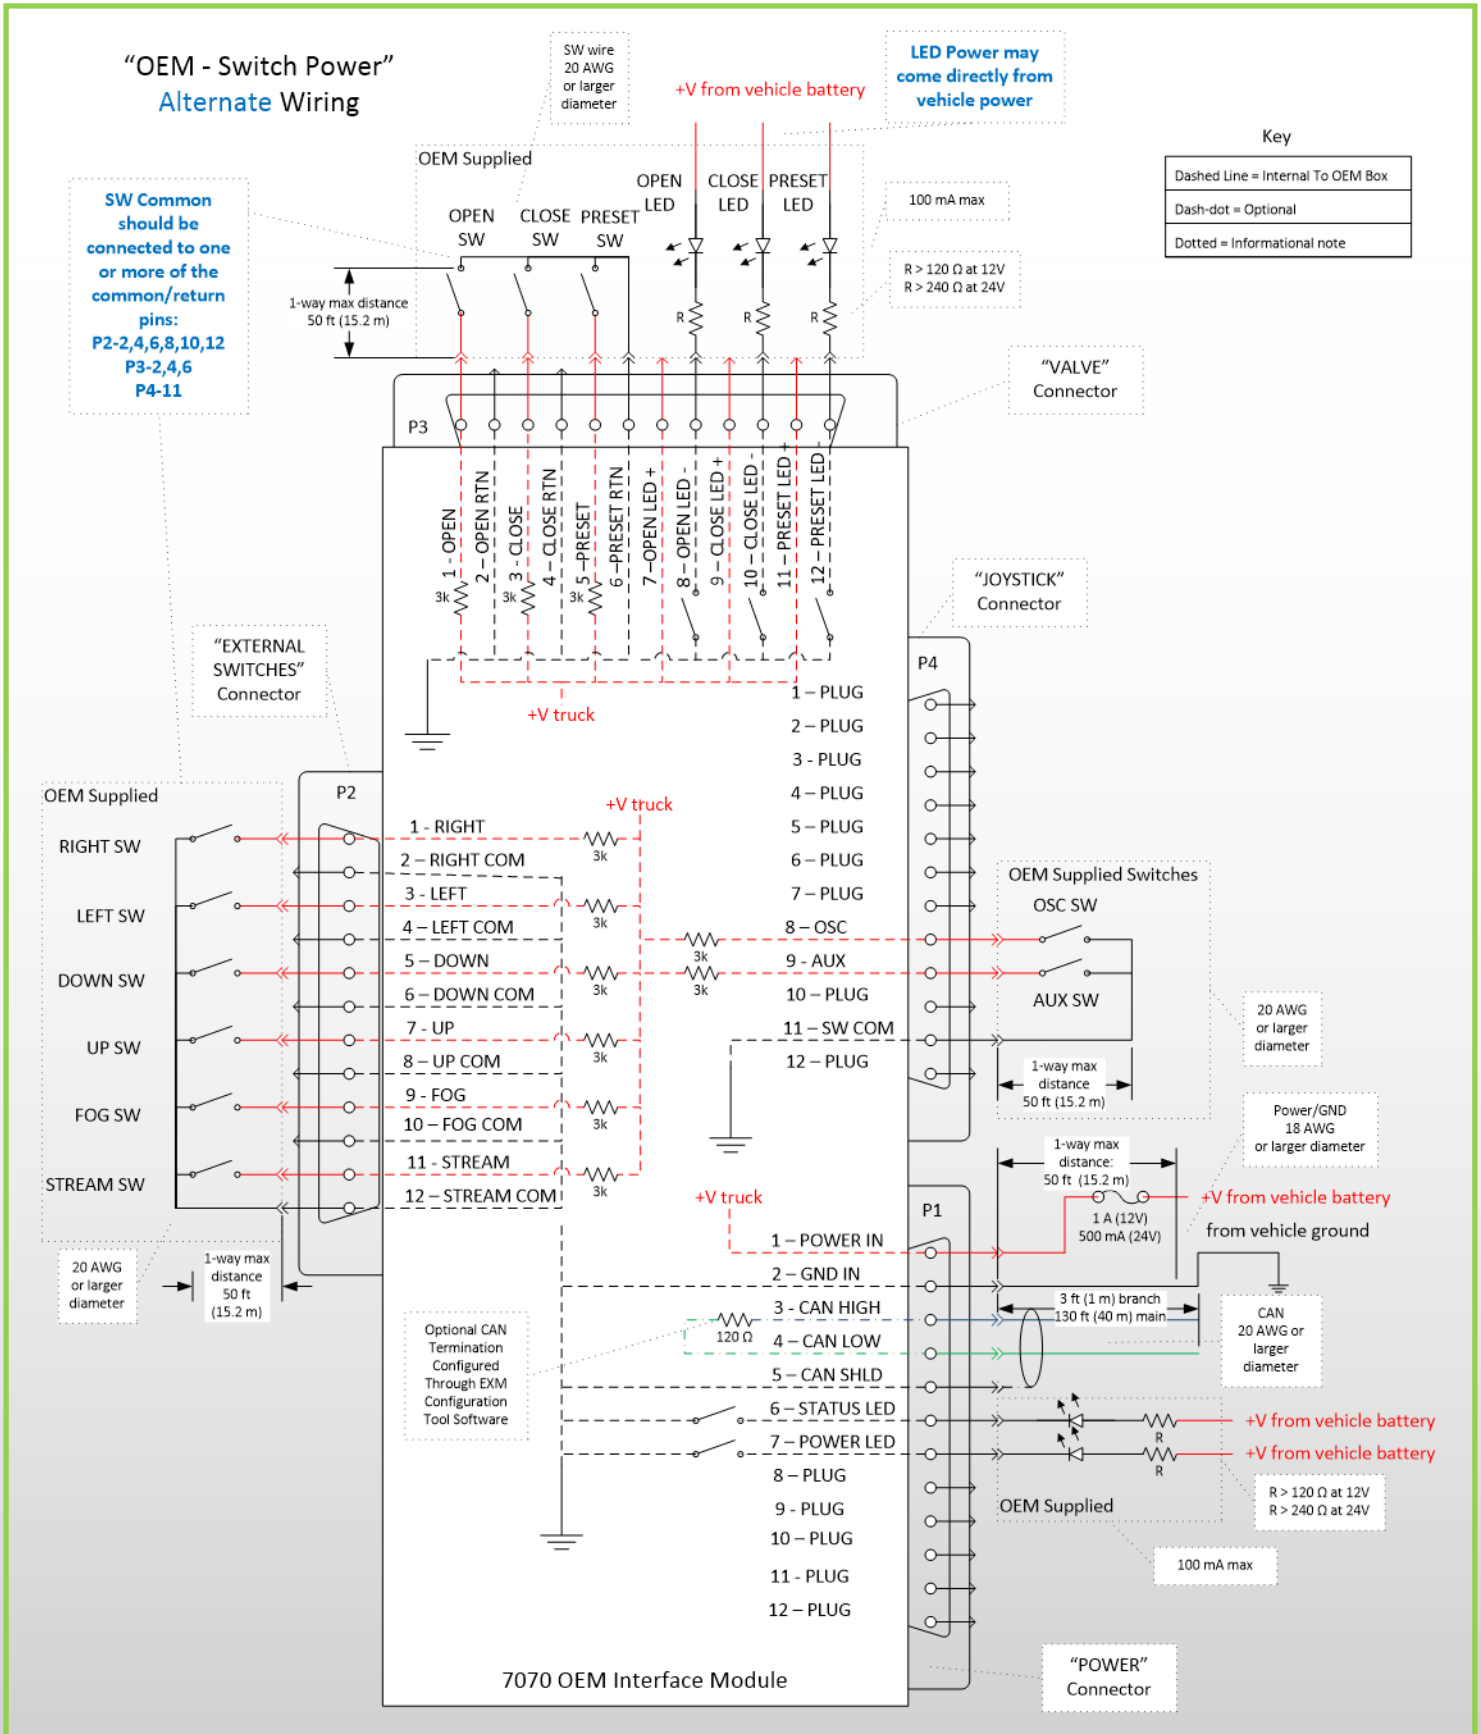 "OEM - Switch Power"
Alternate Wiring
SW wire
20 AWG
or larger
diameter
+V from vehicle battery
LED Power may
come directly from
vehicle power
Key
Dashed Line = Internal To OEM Box
Dash-dot = Optional
Dotted = Informational note
SW Common
should be
connected to one
or more of the
common/return
pins:
P2-2,4,6,8,10,12
P3-2,4,6
P4-11
OEM Supplied
OPEN
SW
CLOSE
SW
PRESET
SW
OPEN
LED
CLOSE
LED
PRESET
LED
100 mA max
R > 120 Ω at 12V
R > 240 Ω at 24V
1-way max distance
50 ft (15.2 m)
R
R
R
"VALVE"
Connector
P3
1 - OPEN
2 – OPEN RTN
3 - CLOSE
4 – CLOSE RTN
5 –PRESET
6 –PRESET RTN
7 –OPEN LED +
8 – OPEN LED -
9 – CLOSE LED +
10 – CLOSE LED -
11 – PRESET LED +
12 – PRESET LED -
3k
3k
3k
+V truck
"JOYSTICK"
Connector
P4
1 – PLUG
2 – PLUG
3 - PLUG
4 – PLUG
5 – PLUG
6 – PLUG
7 – PLUG
8 – OSC
9 - AUX
10 – PLUG
11 – SW COM
12 – PLUG
3k
3k
OEM Supplied Switches
OSC SW
AUX SW
20 AWG
or larger
diameter
1-way max
distance
50 ft (15.2 m)
"EXTERNAL
SWITCHES"
Connector
P2
OEM Supplied
RIGHT SW
LEFT SW
DOWN SW
UP SW
FOG SW
STREAM SW
+V truck
1 - RIGHT
2 – RIGHT COM
3 - LEFT
4 – LEFT COM
5 – DOWN
6 – DOWN COM
7 - UP
8 – UP COM
9 - FOG
10 – FOG COM
11 - STREAM
12 – STREAM COM
3k
3k
3k
3k
3k
3k
20 AWG
or larger
diameter
1-way max
distance
50 ft
(15.2 m)
Power/GND
18 AWG
or larger diameter
1-way max
distance:
50 ft (15.2 m)
+V from vehicle battery
1 A (12V)
500 mA (24V)
from vehicle ground
+V truck
P1
1 – POWER IN
2 – GND IN
3 - CAN HIGH
4 – CAN LOW
5 – CAN SHLD
6 – STATUS LED
7 – POWER LED
8 – PLUG
9 - PLUG
10 – PLUG
11 - PLUG
12 – PLUG
120 Ω
3 ft (1 m) branch
130 ft (40 m) main
CAN
20 AWG or
larger
diameter
Optional CAN
Termination
Configured
Through EXM
Configuration
Tool Software
+V from vehicle battery
+V from vehicle battery
R
R
OEM Supplied
R > 120 Ω at 12V
R > 240 Ω at 24V
100 mA max
"POWER"
Connector
7070 OEM Interface Module